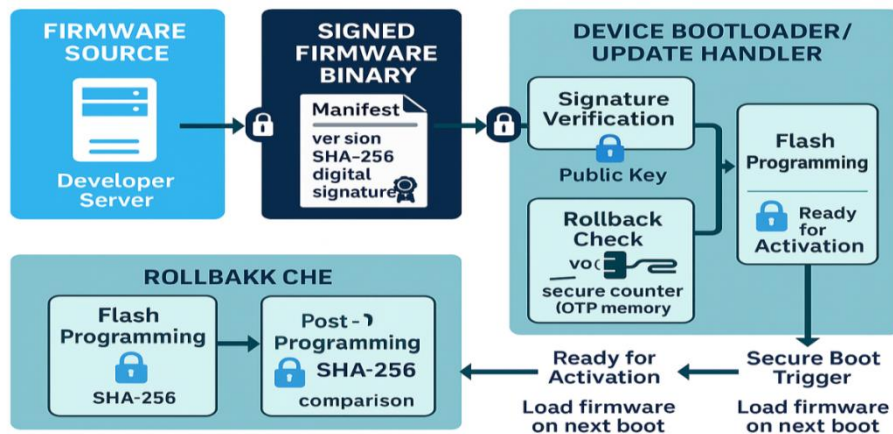 FIRMWARE
SOURCE
Developer
Server
SIGNED
FIRMWARE
BINARY
Manifest
ver sion
SHA-256
digital
signature
DEVICE BOOTLOADER/
UPDATE HANDLER
Signature
Verification
Public Key
Rollback
Check
VO
secure counter
(OTP memory
Flash
Programming
Ready
for
Activation
ROLLBAKK CHE
Flash
Programming
SHA-256
Post-
Programming
SHA-256
comparison
Ready for
Activation
Load firmware
on next boot
Secure Boot
Trigger
Load firmware
on next boot